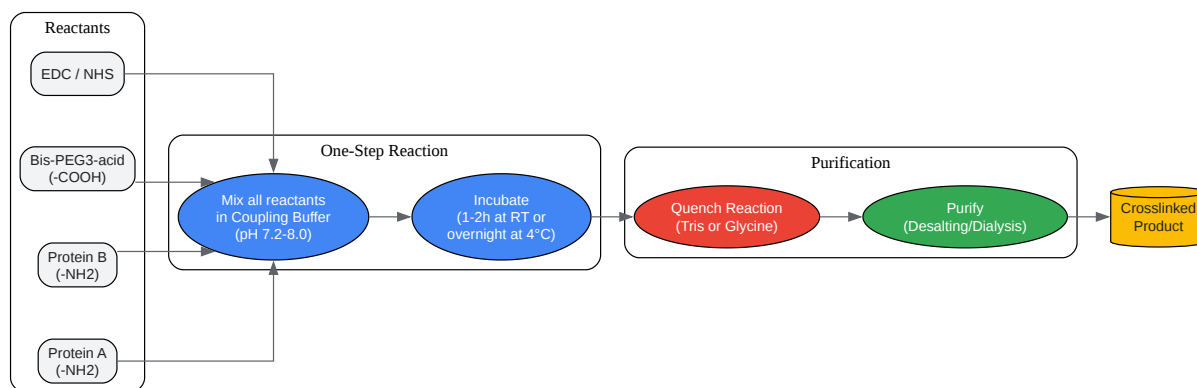 Reactants
EDC / NHS
Bis-PEG3-acid
(-COOH)
Protein B
(-NH2)
Protein A
(-NH2)
One-Step Reaction
Mix all reactants
in Coupling Buffer
(pH 7.2-8.0)
Incubate
(1-2h at RT or
overnight at 4°C)
Purification
Quench Reaction
(Tris or Glycine)
Purify
(Desalting/Dialysis)
Crosslinked
Product